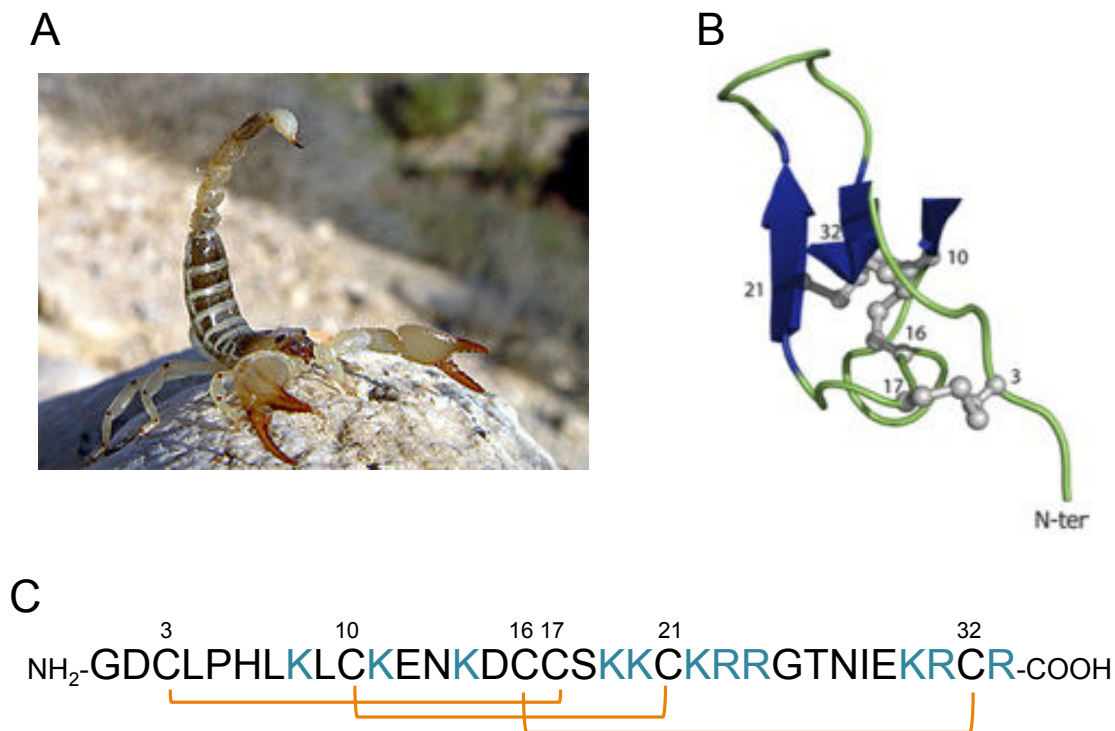 A
B
32
10
21
16
17
3
N-ter
C
3 10 16 17 21 32
NH2-GDCLPHLKLCKENKDCCSKKCKRRGTNIEKRCR-COOH